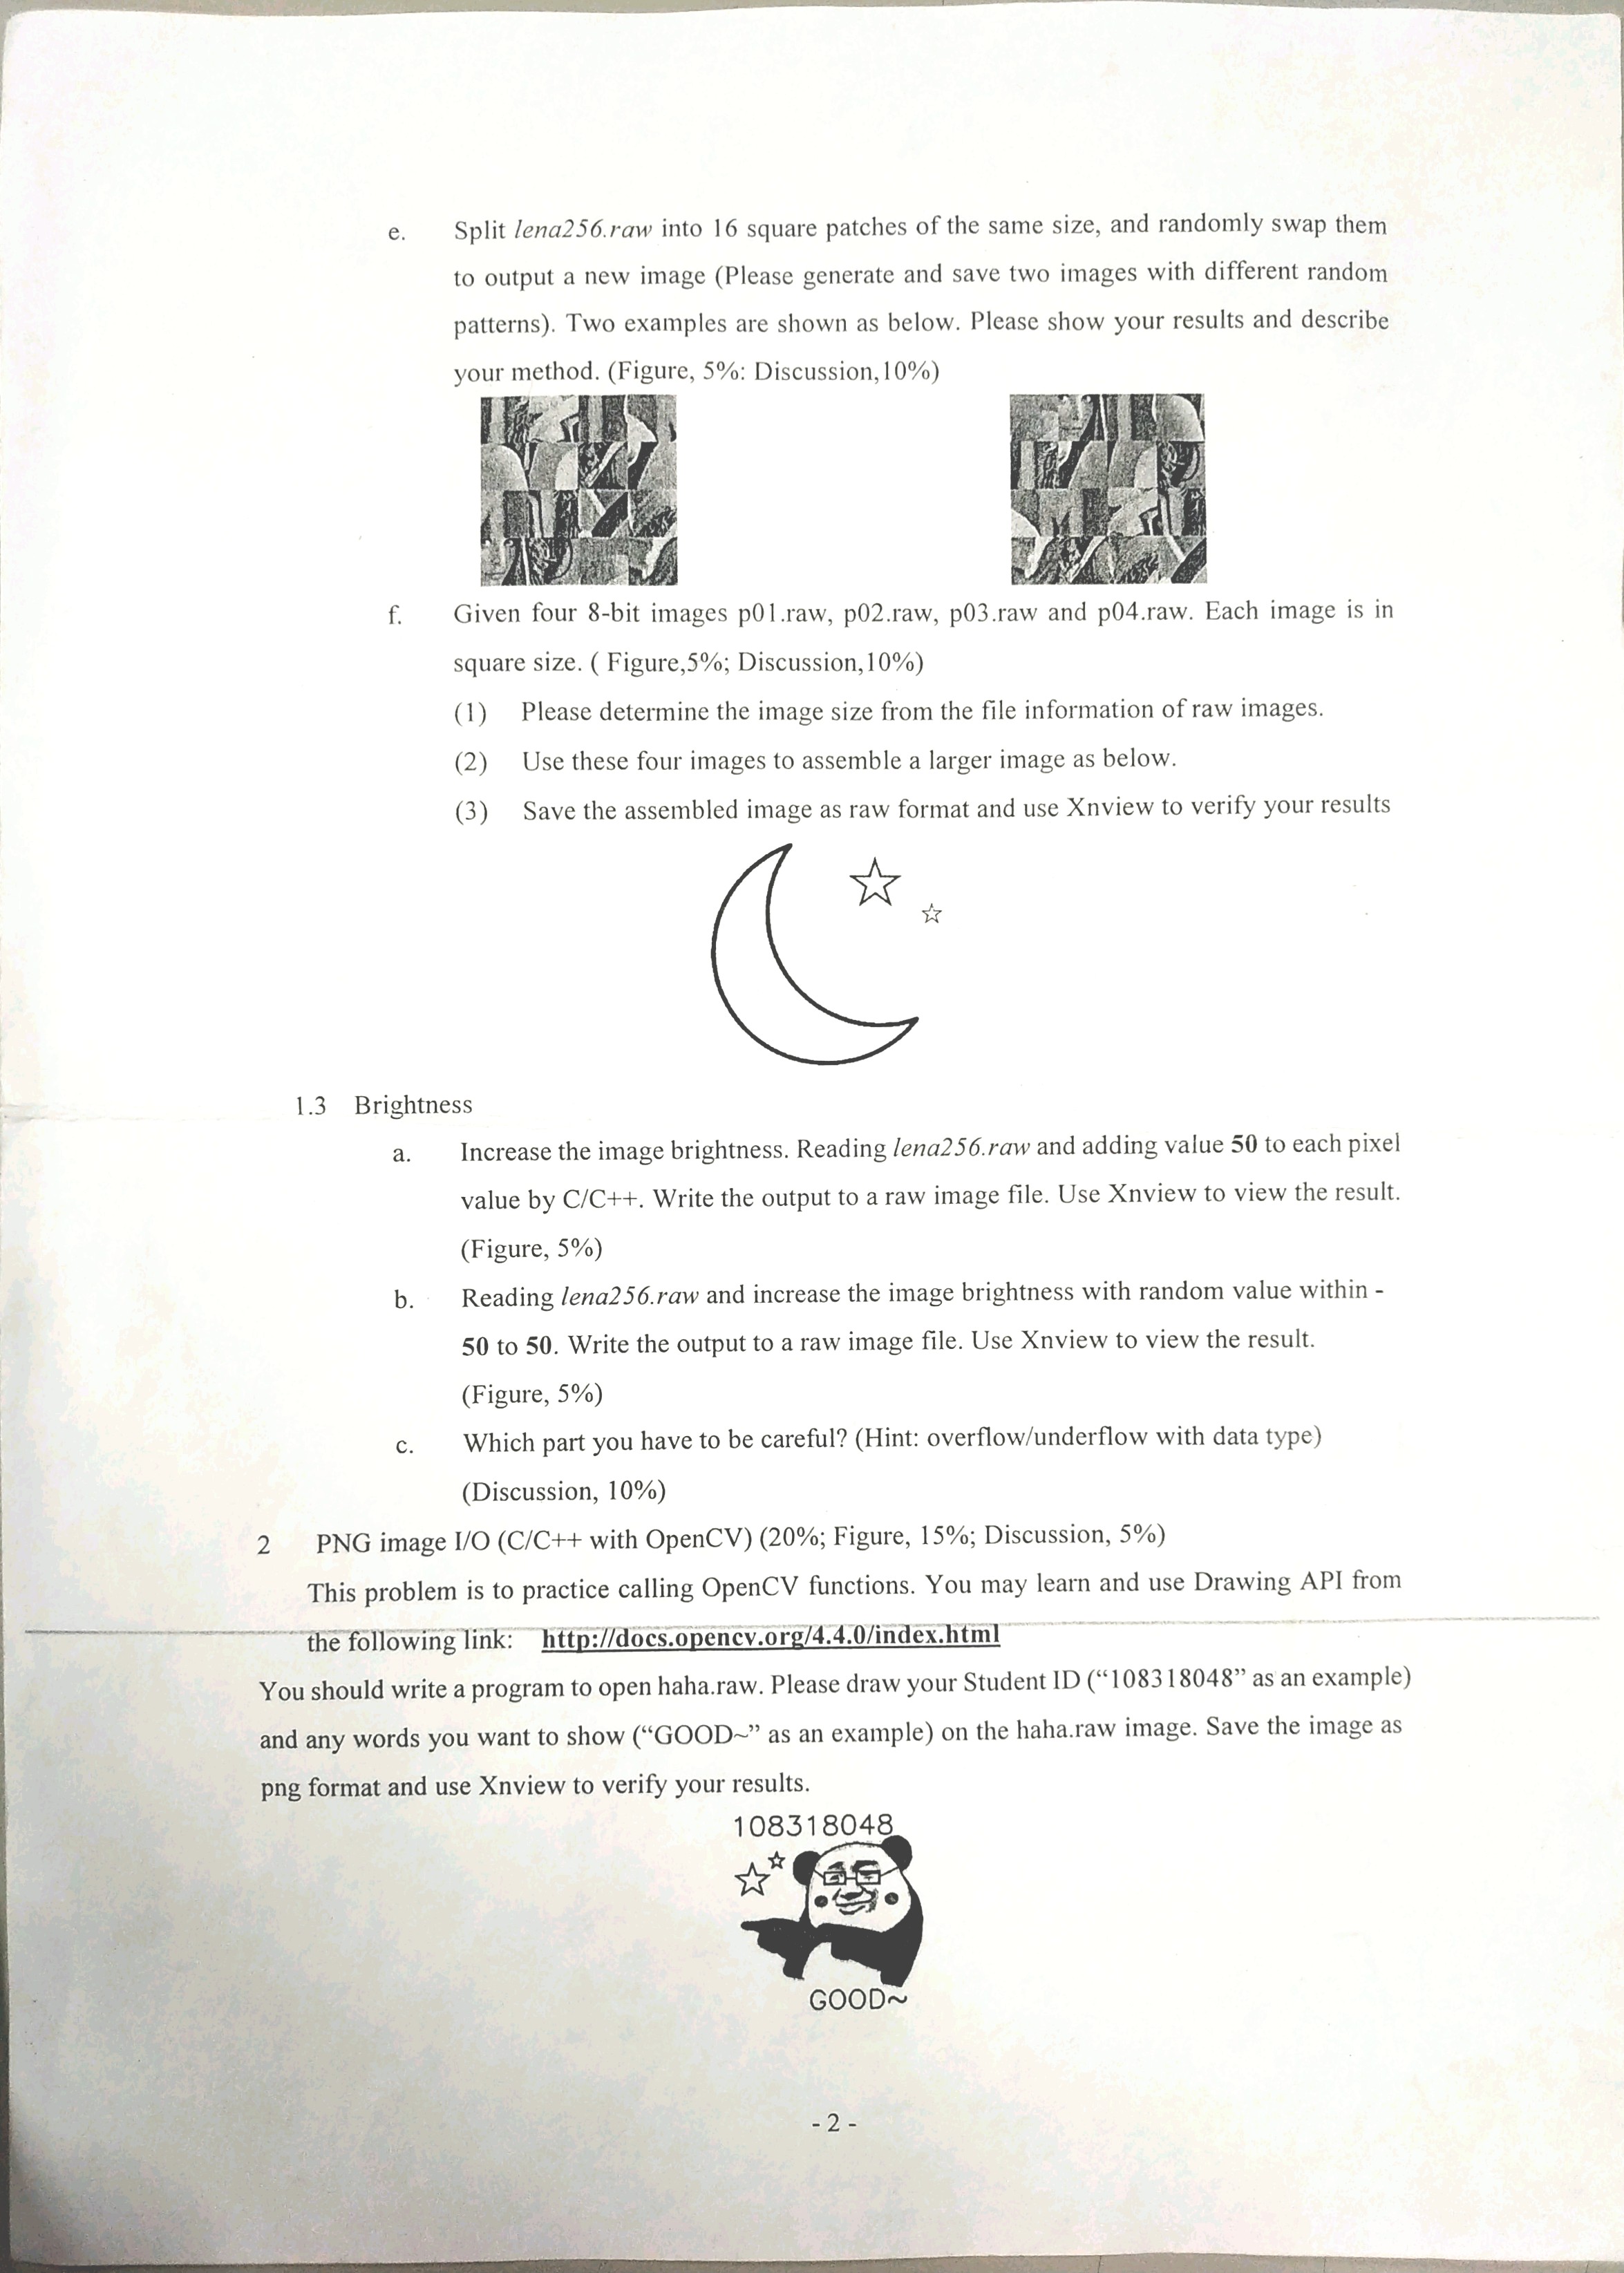 e. Split lena256.raw into 16 square patches of the same size, and randomly swap them
to output a new image (Please generate and save two images with different random
patterns). Two examples are shown as below. Please show your results and describe
your method. (Figure, 5%: Discussion,10%)
f. Given four 8-bit images p01.raw, p02.raw, p03.raw and p04.raw. Each image is in
square size. ( Figure,5%; Discussion,10%)
(1) Please determine the image size from the file information of raw images.
(2) Use these four images to assemble a larger image as below.
(3) Save the assembled image as raw format and use Xnview to verify your results
1.3 Brightness
a. Increase the image brightness. Reading lena256.raw and adding value 50 to each pixel
value by C/C++. Write the output to a raw image file. Use Xnview to view the result.
(Figure, 5%)
b. Reading lena256.raw and increase the image brightness with random value within -
50 to 50. Write the output to a raw image file. Use Xnview to view the result.
(Figure, 5%)
c. Which part you have to be careful? (Hint: overflow/underflow with data type)
(Discussion, 10%)
2 PNG image I/O (C/C++ with OpenCV) (20%; Figure, 15%; Discussion, 5%)
This problem is to practice calling OpenCV functions. You may learn and use Drawing API from
the following link: http://docs.opencv.org/4.4.0/index.html
You should write a program to open haha.raw. Please draw your Student ID (“108318048” as an example)
and any words you want to show (“GOOD~” as an example) on the haha.raw image. Save the image as
png format and use Xnview to verify your results.
108318048
GOOD~
- 2 -